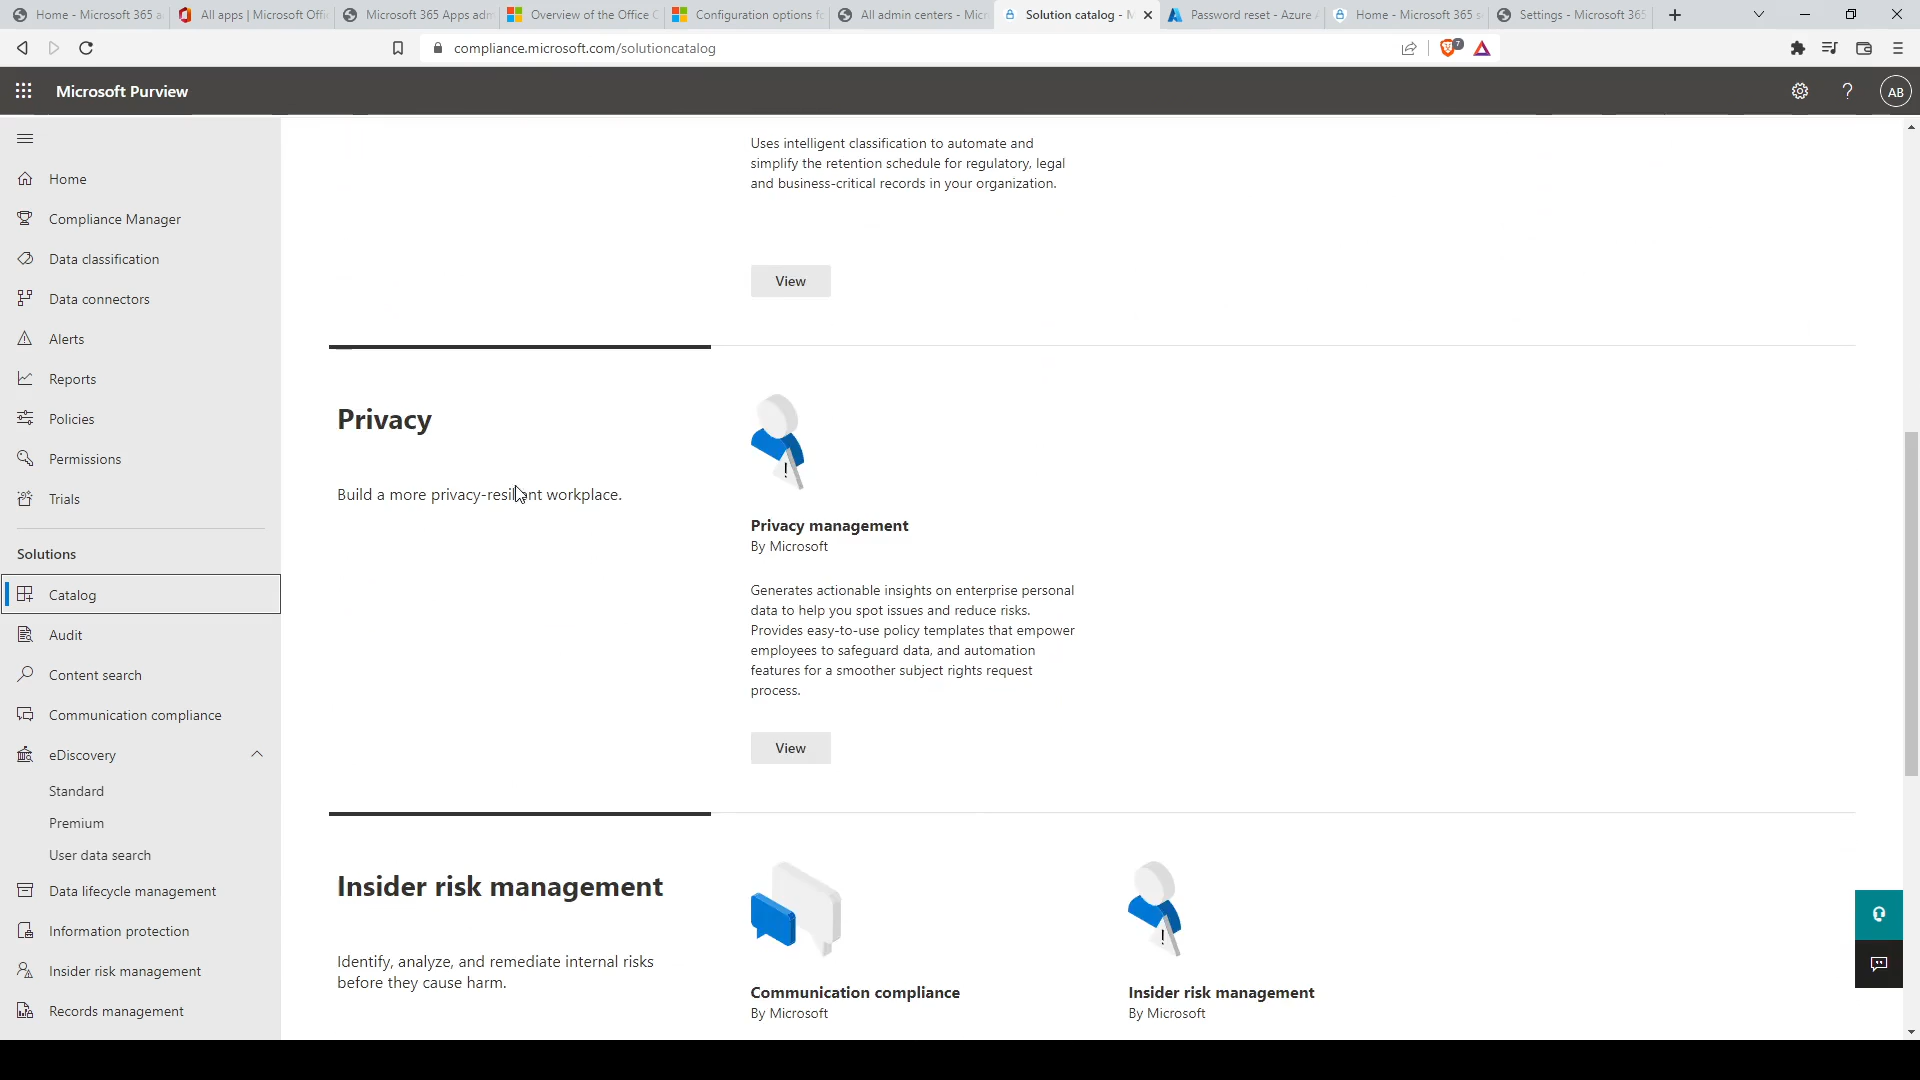 Home - Microsoft 365 a
All apps | Microsoft Offi
Microsoft 365 Apps adm
Overview of the Office C
Configuration options fo
All admin centers - Micr
Solution catalog - M
Password reset - Azure A
Home - Microsoft 365 s
Settings - Microsoft 365
compliance.microsoft.com/solutioncatalog
7
Microsoft Purview
AB
Home
Compliance Manager
Data classification
Data connectors
Alerts
Reports
Policies
Permissions
Trials
Solutions
Catalog
Audit
Content search
Communication compliance
eDiscovery
Standard
Premium
User data search
Data lifecycle management
Information protection
Insider risk management
Records management
Uses intelligent classification to automate and
simplify the retention schedule for regulatory, legal
and business-critical records in your organization.
View
Privacy
Build a more privacy-resilient workplace.
Privacy management
By Microsoft
Generates actionable insights on enterprise personal
data to help you spot issues and reduce risks.
Provides easy-to-use policy templates that empower
employees to safeguard data, and automation
features for a smoother subject rights request
process.
View
Insider risk management
Identify, analyze, and remediate internal risks
before they cause harm.
Communication compliance
By Microsoft
Insider risk management
By Microsoft